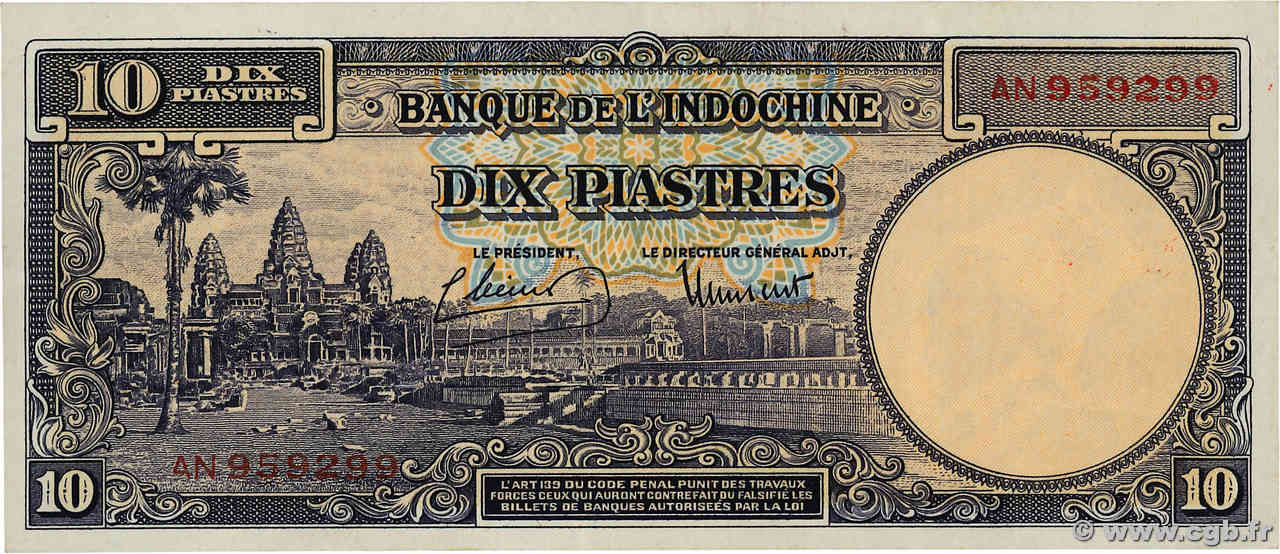 10 DIX
PIASTRES
AN 959299
BANQUE DE L'INDOCHINE
DIX PIASTRES
LE PRÉSIDENT, LE DIRECTEUR GÉNÉRAL ADJT,
AN 959299
L'ART 139 DU CODE PENAL PUNIT DES TRAVAUX
FORCES CEUX QUI AURONT CONTREFAIT OU FALSIFIE LES
BILLETS DE BANQUES AUTORISEES PAR LA LOI
10 10
© www.cgb.fr